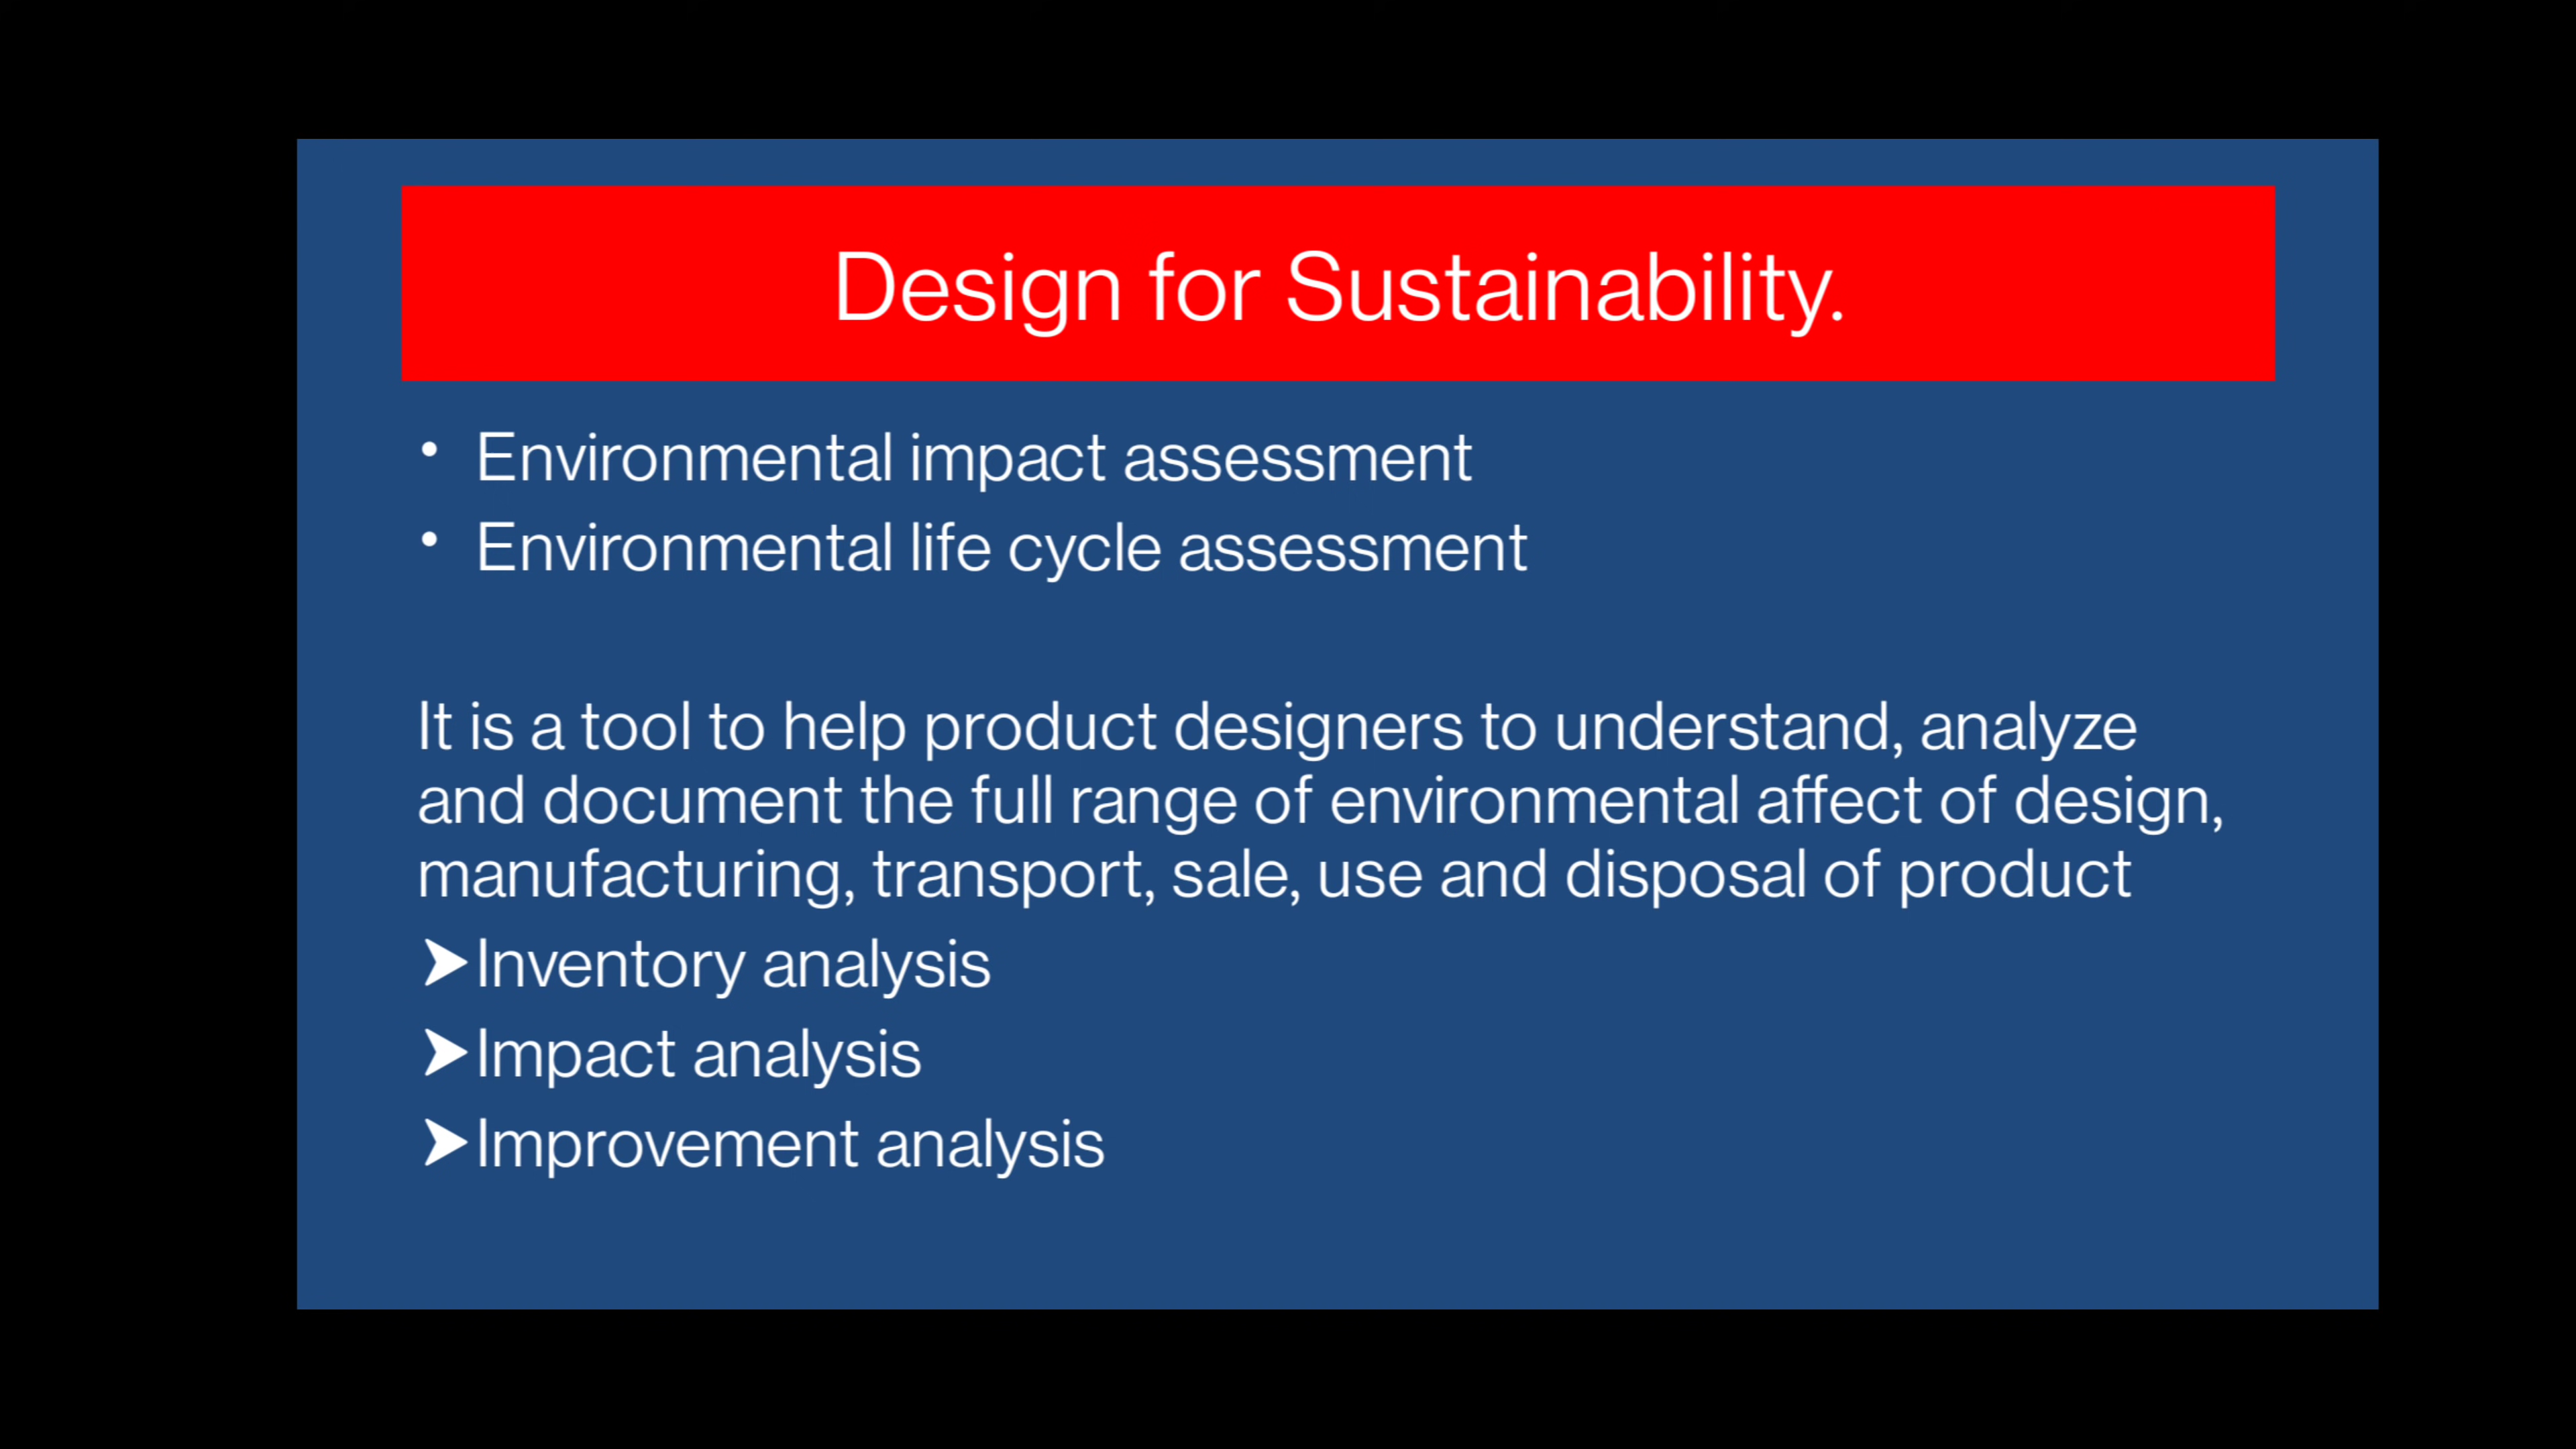 Design for Sustainability.
• Environmental impact assessment
• Environmental life cycle assessment
It is a tool to help product designers to understand, analyze
and document the full range of environmental affect of design,
manufacturing, transport, sale, use and disposal of product
➤Inventory analysis
➤Impact analysis
➤Improvement analysis